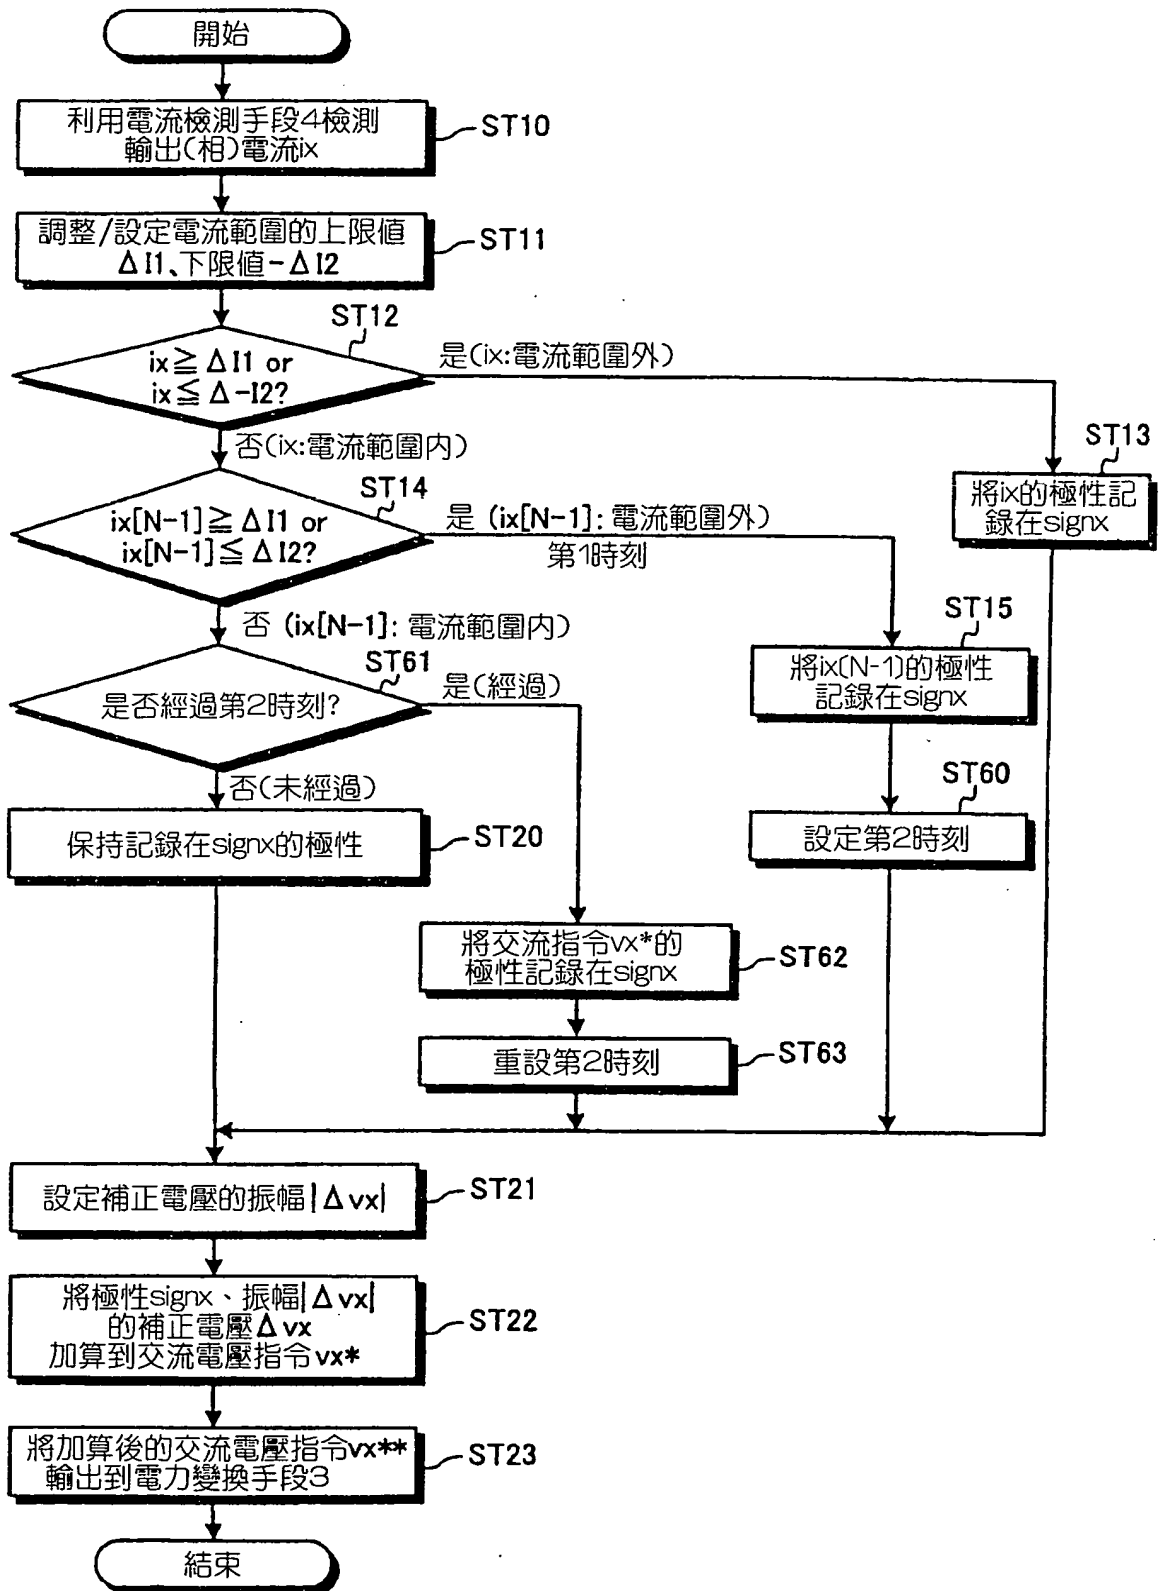 開始
利用電流檢測手段4檢測
輸出(相)電流ix
ST10
調整/設定電流範圍的上限值
ΔI1、下限值-ΔI2
ST11
ST12
ix≧ΔI1 or
ix≦Δ-I2?
是(ix:電流範圍外)
ST13
將ix的極性記
錄在signx
否(ix:電流範圍內)
ST14
ix[N-1]≧ΔI1 or
ix[N-1]≦ΔI2?
是 (ix[N-1]: 電流範圍外)
第1時刻
ST15
將ix(N-1)的極性
記錄在signx
否 (ix[N-1]: 電流範圍內)
ST61
是否經過第2時刻?
是(經過)
ST60
設定第2時刻
否(未經過)
保持記錄在signx的極性
ST20
將交流指令vx*的
極性記錄在signx
ST62
重設第2時刻
ST63
設定補正電壓的振幅|Δvx|
ST21
將極性signx、振幅|Δvx|
的補正電壓Δvx
加算到交流電壓指令vx*
ST22
將加算後的交流電壓指令vx**
輸出到電力變換手段3
ST23
結束